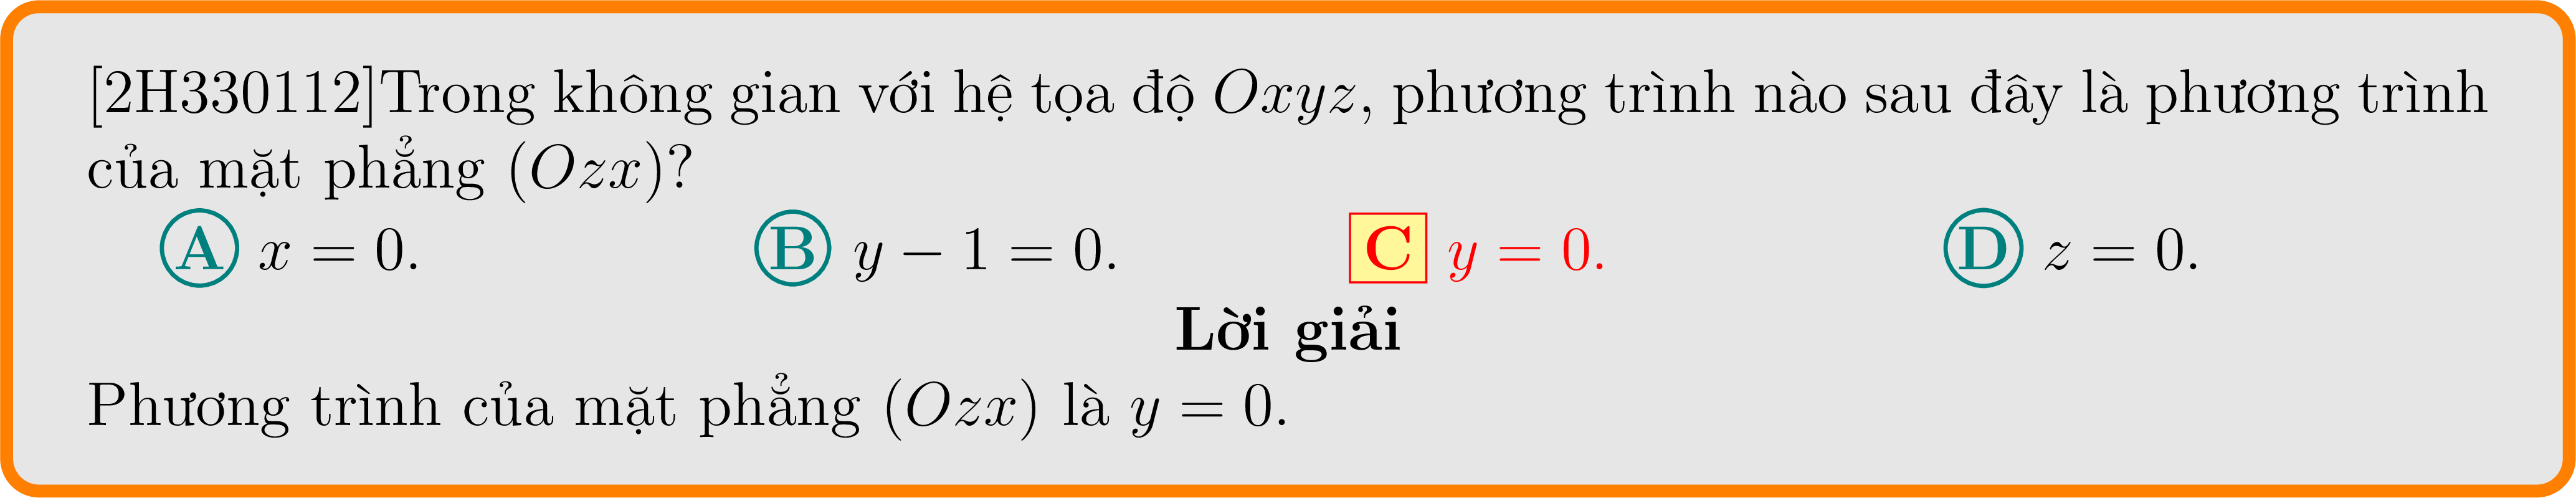 [2H330112]Trong không gian với hệ tọa độ Oxyz, phương trình nào sau đây là phương trình
của mặt phẳng (Ozx)?
A x = 0. B y − 1 = 0. C y = 0. D z = 0.
Lời giải
Phương trình của mặt phẳng (Ozx) là y = 0.